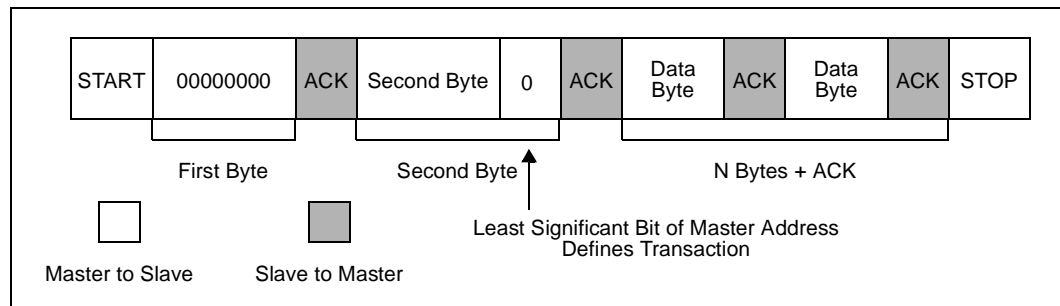 START 00000000 ACK Second Byte 0 ACK Data Byte ACK Data Byte ACK STOP
First Byte Second Byte N Bytes + ACK
Least Significant Bit of Master Address
Defines Transaction
Master to Slave Slave to Master